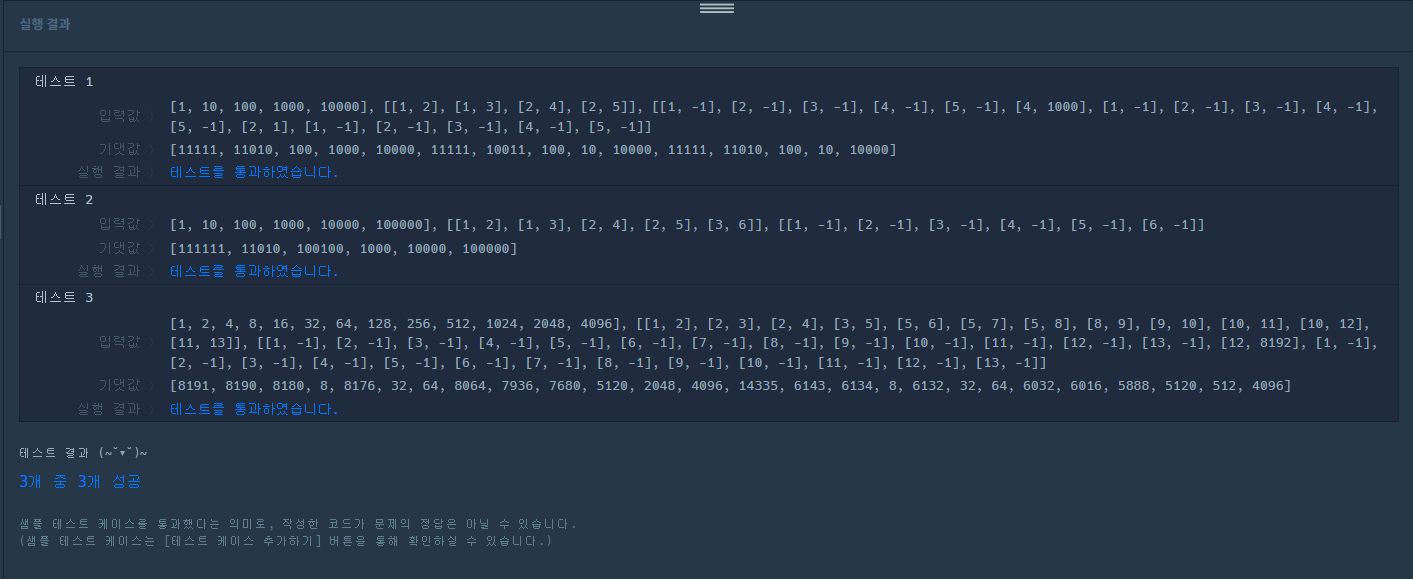 실행 결과
테스트 1
입력값 〉
[1, 10, 100, 1000, 10000], [[1, 2], [1, 3], [2, 4], [2, 5]], [[1, -1], [2, -1], [3, -1], [4, -1], [5, -1], [4, 1000], [1, -1], [2, -1], [3, -1], [4, -1],
[5, -1], [2, 1], [1, -1], [2, -1], [3, -1], [4, -1], [5, -1]]
기댓값 〉 [11111, 11010, 100, 1000, 10000, 11111, 10011, 100, 10, 10000, 11111, 11010, 100, 10, 10000]
실행 결과 〉 테스트를 통과하였습니다.
테스트 2
입력값 〉 [1, 10, 100, 1000, 10000, 100000], [[1, 2], [1, 3], [2, 4], [2, 5], [3, 6]], [[1, -1], [2, -1], [3, -1], [4, -1], [5, -1], [6, -1]]
기댓값 〉 [111111, 11010, 100100, 1000, 10000, 100000]
실행 결과 〉 테스트를 통과하였습니다.
테스트 3
입력값 〉
[1, 2, 4, 8, 16, 32, 64, 128, 256, 512, 1024, 2048, 4096], [[1, 2], [2, 3], [2, 4], [3, 5], [5, 6], [5, 7], [5, 8], [8, 9], [9, 10], [10, 11], [10, 12],
[11, 13]], [[1, -1], [2, -1], [3, -1], [4, -1], [5, -1], [6, -1], [7, -1], [8, -1], [9, -1], [10, -1], [11, -1], [12, -1], [13, -1], [12, 8192], [1, -1],
[2, -1], [3, -1], [4, -1], [5, -1], [6, -1], [7, -1], [8, -1], [9, -1], [10, -1], [11, -1], [12, -1], [13, -1]]
기댓값 〉 [8191, 8190, 8180, 8, 8176, 32, 64, 8064, 7936, 7680, 5120, 2048, 4096, 14335, 6143, 6134, 8, 6132, 32, 64, 6032, 6016, 5888, 5120, 512, 4096]
실행 결과 〉 테스트를 통과하였습니다.
테스트 결과 (~˘▾˘)~
3개 중 3개 성공
샘플 테스트 케이스를 통과했다는 의미로, 작성한 코드가 문제의 정답은 아닐 수 있습니다.
(샘플 테스트 케이스는 [테스트 케이스 추가하기] 버튼을 통해 확인하실 수 있습니다.)